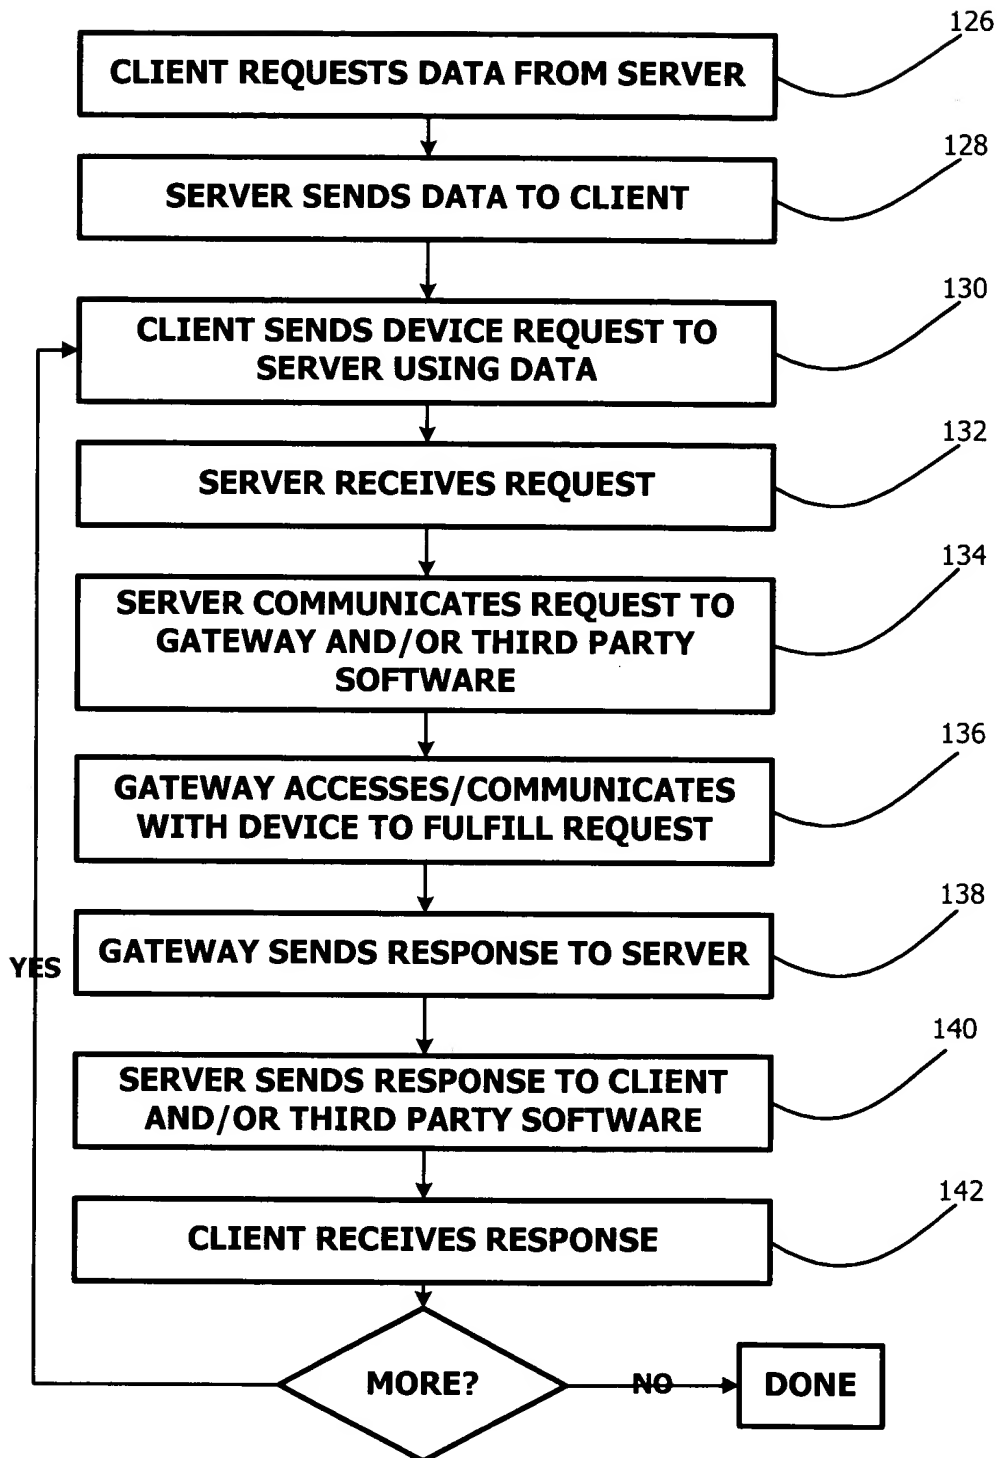 126
CLIENT REQUESTS DATA FROM SERVER
128
SERVER SENDS DATA TO CLIENT
130
CLIENT SENDS DEVICE REQUEST TO
SERVER USING DATA
132
SERVER RECEIVES REQUEST
134
SERVER COMMUNICATES REQUEST TO
GATEWAY AND/OR THIRD PARTY
SOFTWARE
136
GATEWAY ACCESSES/COMMUNICATES
WITH DEVICE TO FULFILL REQUEST
138
GATEWAY SENDS RESPONSE TO SERVER
YES
140
SERVER SENDS RESPONSE TO CLIENT
AND/OR THIRD PARTY SOFTWARE
142
CLIENT RECEIVES RESPONSE
MORE?
NO
DONE